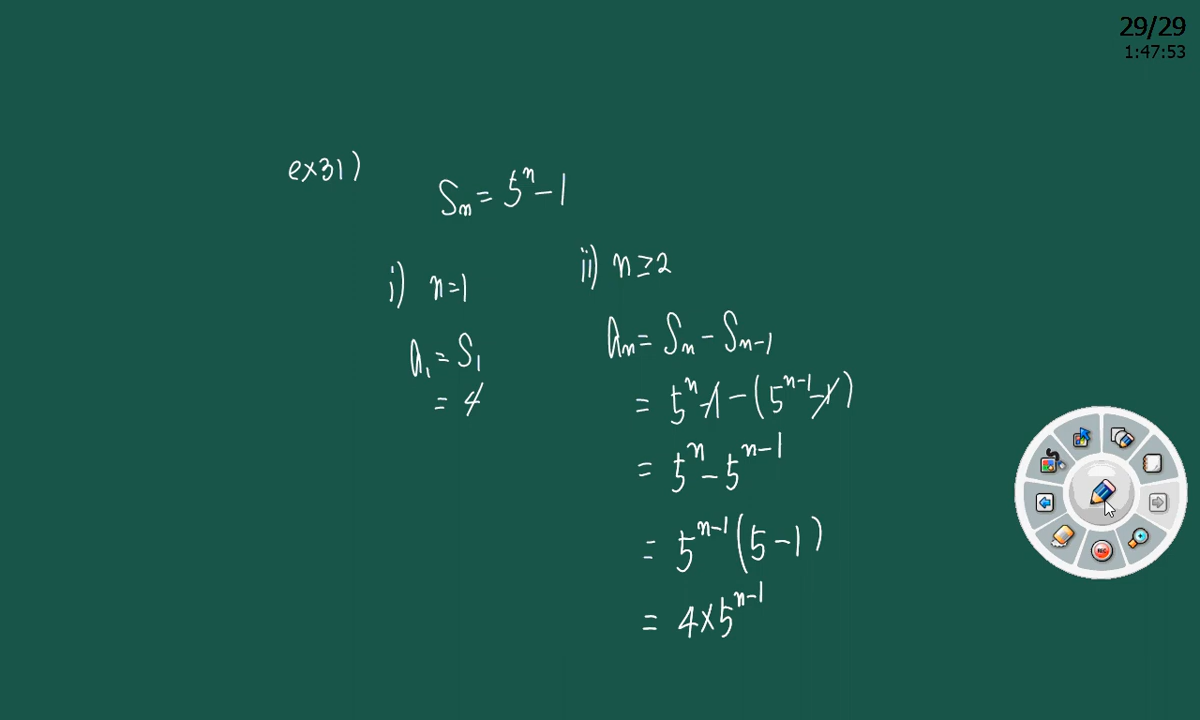 29/29
1:47:53
ex31)
Sn = 5^n - 1
i) n=1
a₁ = S₁
= 4
ii) n ≥ 2
an = Sn - Sn-1
= 5^n - 1 - (5^(n-1) - 1)
= 5^n - 5^(n-1)
= 5^(n-1) (5 - 1)
= 4 × 5^(n-1)
REC